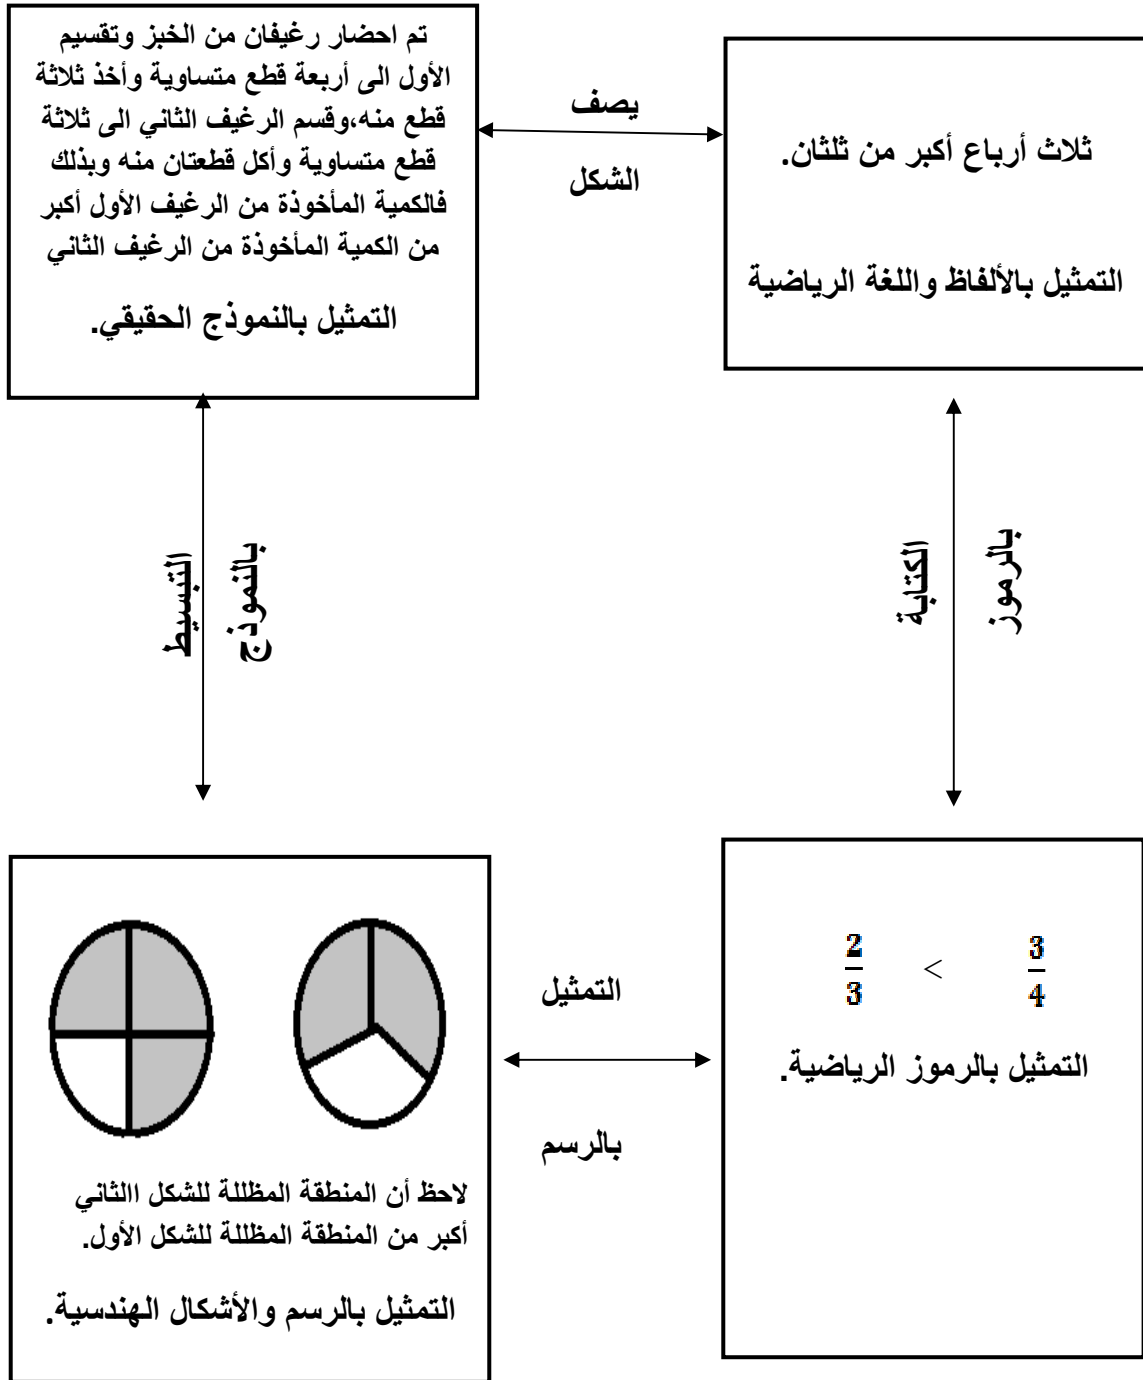 تم احضار رغيفان من الخبز وتقسيم
الأول الى أربعة قطع متساوية وأخذ ثلاثة
قطع منه،وقسم الرغيف الثاني الى ثلاثة
قطع متساوية وأكل قطعتان منه وبذلك
فالكمية المأخوذة من الرغيف الأول أكبر
من الكمية المأخوذة من الرغيف الثاني
التمثيل بالنموذج الحقيقي.
يصف
الشكل
ثلاث أرباع أكبر من ثلثان.
التمثيل بالألفاظ واللغة الرياضية
التبسيط
بالنموذج
الكتابة
بالرموز
لاحظ أن المنطقة المظللة للشكل االثاني
أكبر من المنطقة المظللة للشكل الأول.
التمثيل بالرسم والأشكال الهندسية.
التمثيل
بالرسم
2/3 < 3/4
التمثيل بالرموز الرياضية.